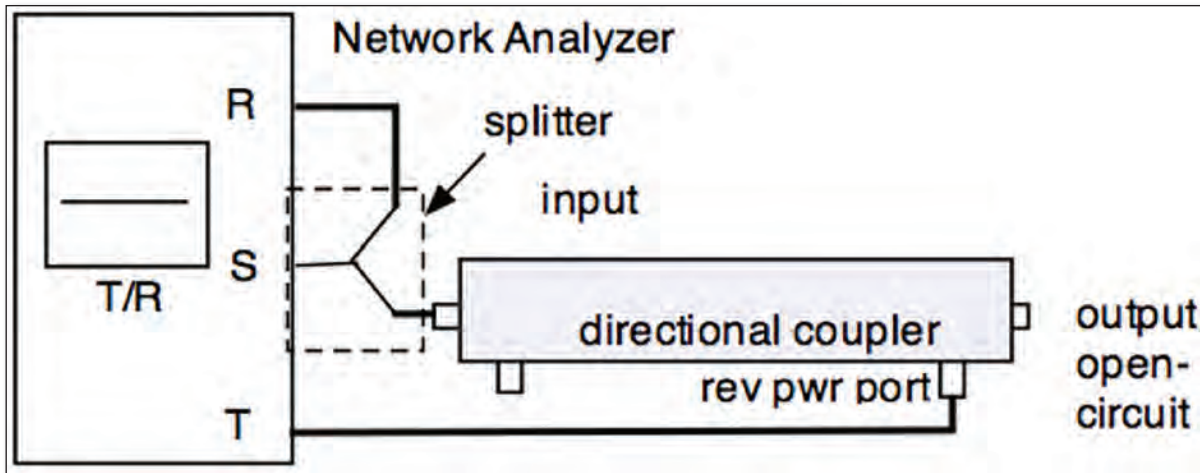 Network Analyzer
R
splitter
input
S
T/R
directional coupler
rev pwr port
output
open-
circuit
T